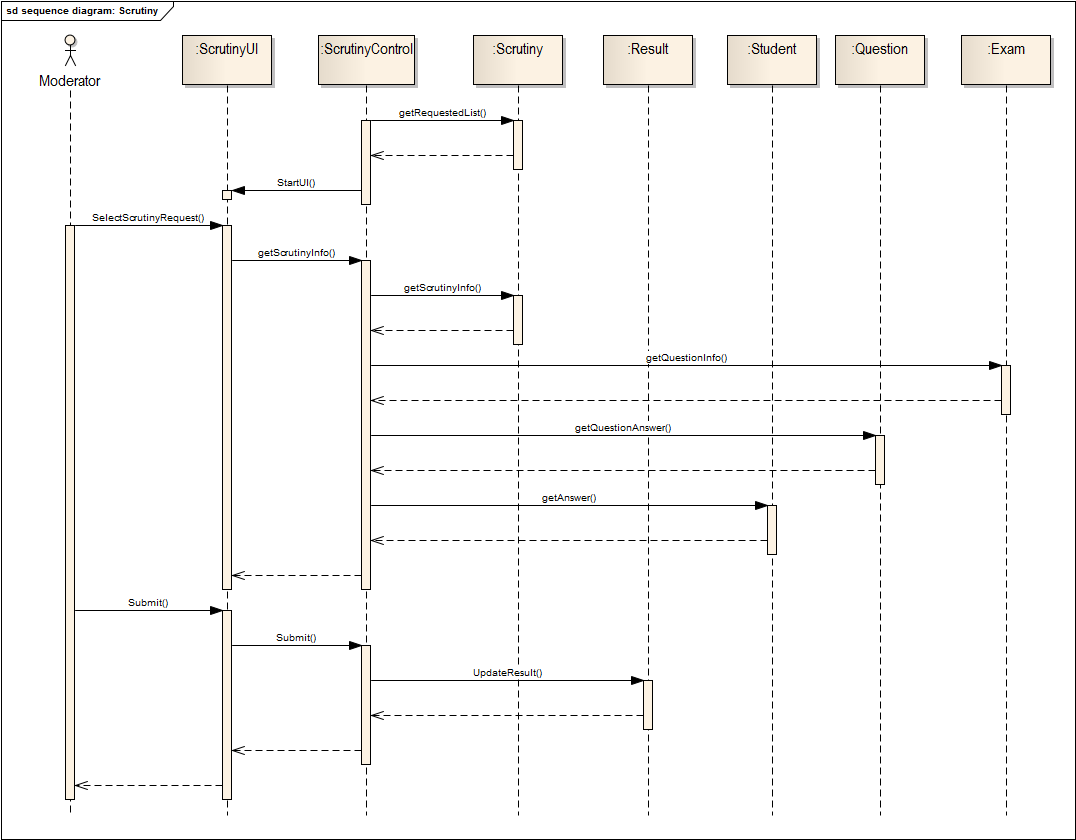 sd sequence diagram: Scrutiny
Moderator
:ScrutinyUI
:ScrutinyControl
:Scrutiny
:Result
:Student
:Question
:Exam
getRequestedList()
StartUI()
SelectScrutinyRequest()
getScrutinyInfo()
getScrutinyInfo()
getQuestionInfo()
getQuestionAnswer()
getAnswer()
Submit()
Submit()
UpdateResult()